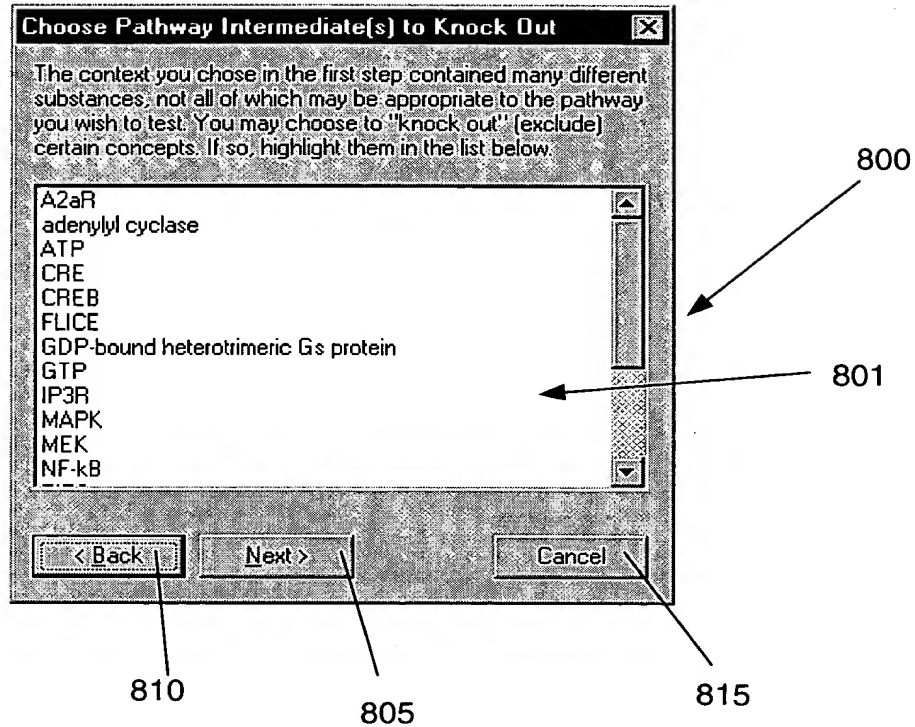 Choose Pathway Intermediate(s) to Knock Out
The context you chose in the first step contained many different
substances, not all of which may be appropriate to the pathway
you wish to test. You may choose to "knock out" (exclude)
certain concepts. If so, highlight them in the list below.
800
A2aR
adenylyl cyclase
ATP
CRE
CREB
FLICE
GDP-bound heterotrimeric Gs protein
GTP
801
IP3R
MAPK
MEK
NF-kB
< Back
Next >
Cancel
810
805
815